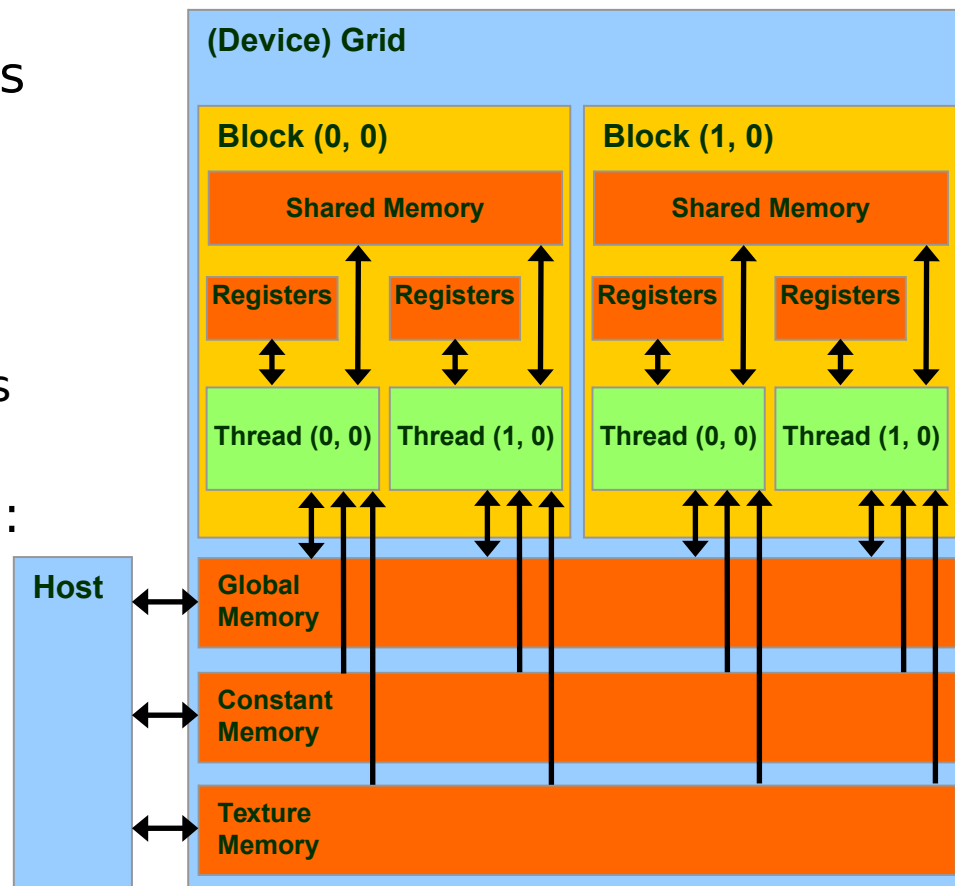 (Device) Grid
s
Block (0, 0)
Block (1, 0)
Shared Memory
Shared Memory
Registers
Registers
Registers
Registers
s
Thread (0, 0)
Thread (1, 0)
Thread (0, 0)
Thread (1, 0)
:
Host
Global
Memory
Constant
Memory
Texture
Memory